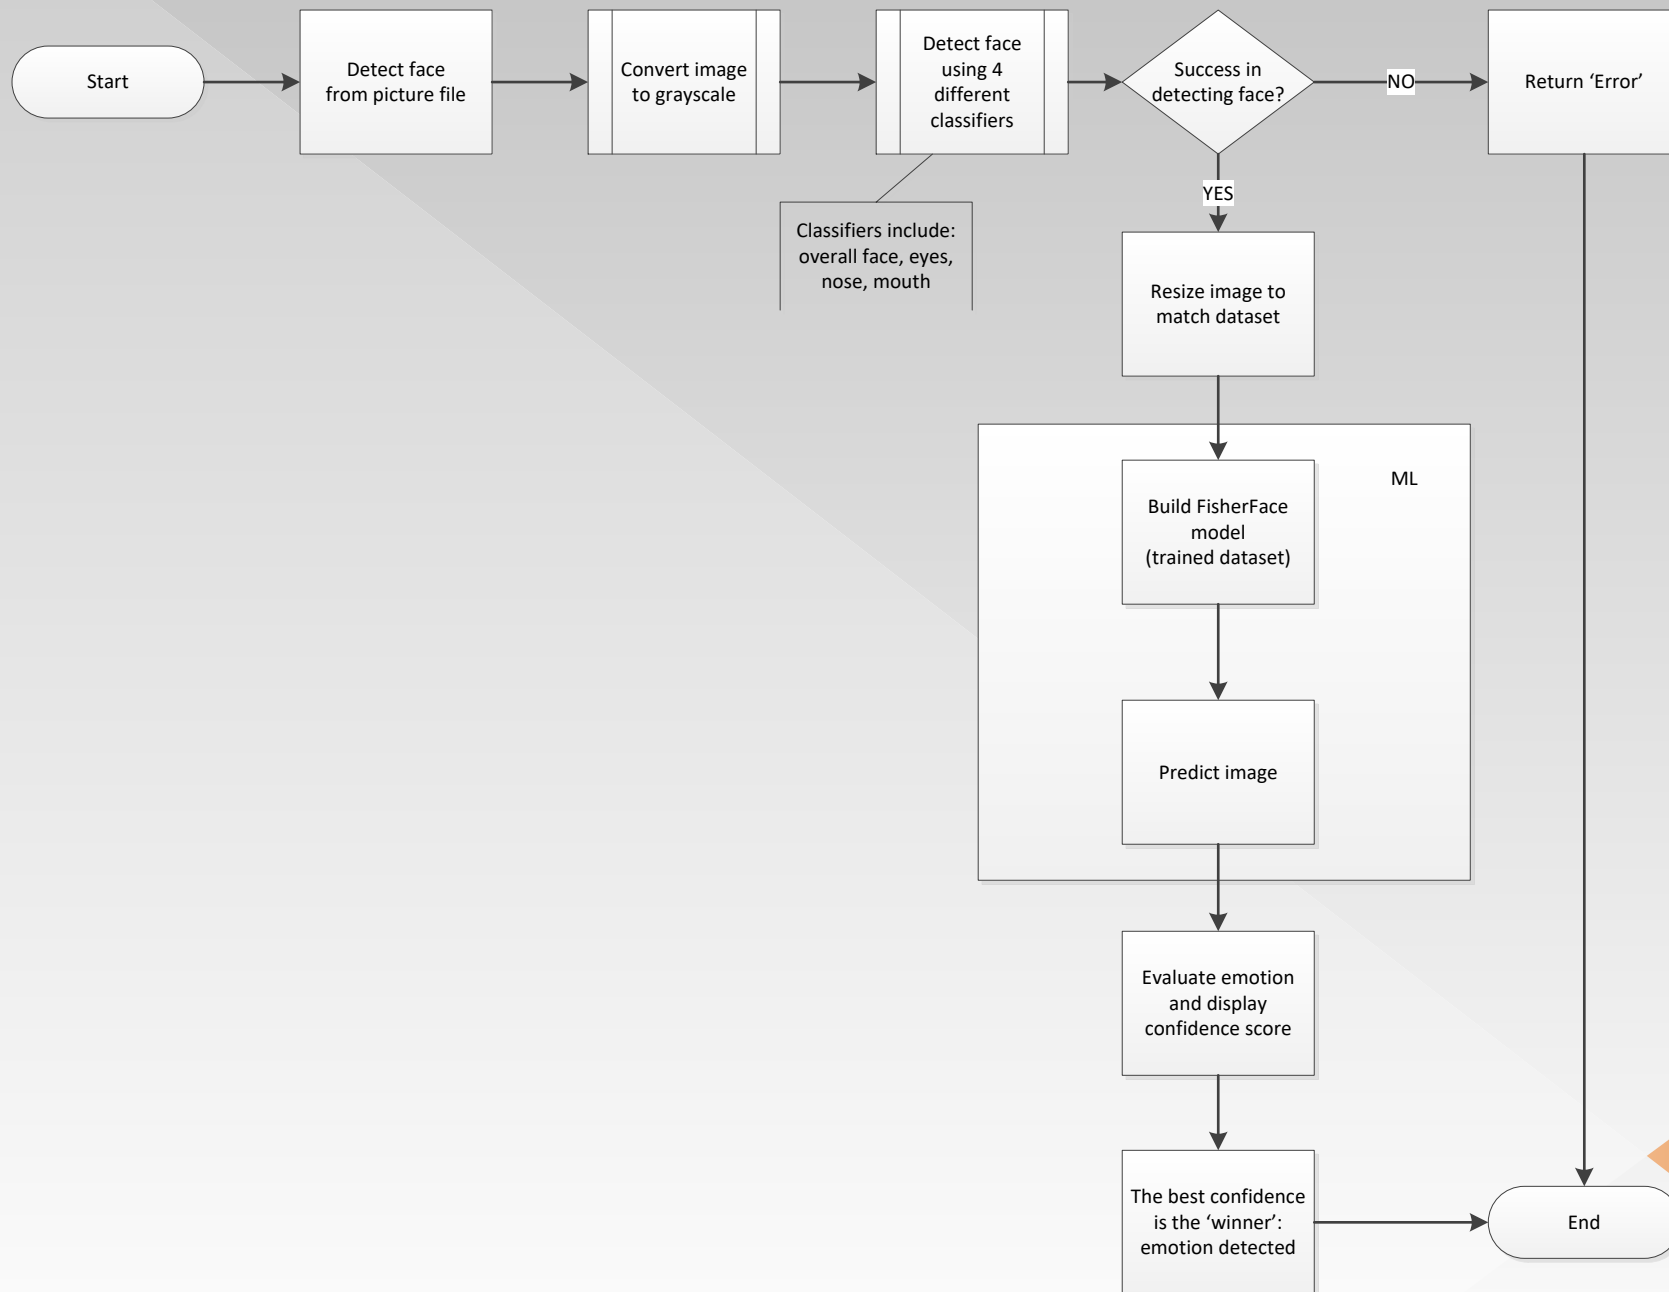 Start
Detect face
from picture file
Convert image
to grayscale
Detect face
using 4
different
classifiers
Success in
detecting face?
NO
Return ‘Error’
YES
Classifiers include:
overall face, eyes,
nose, mouth
Resize image to
match dataset
ML
Build FisherFace
model
(trained dataset)
Predict image
Evaluate emotion
and display
confidence score
The best confidence
is the ‘winner’:
emotion detected
End